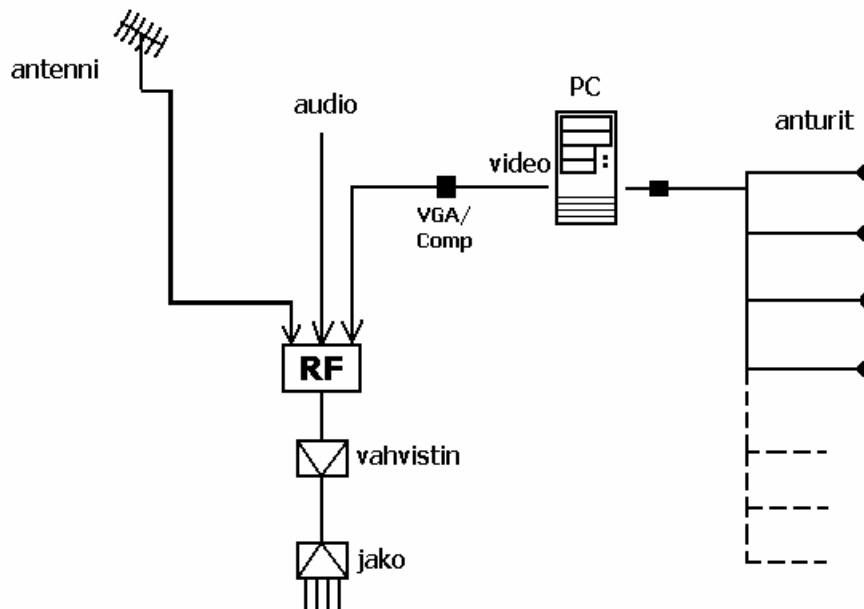 antenni
audio
PC
anturit
video
VGA/
Comp
RF
vahvistin
jako